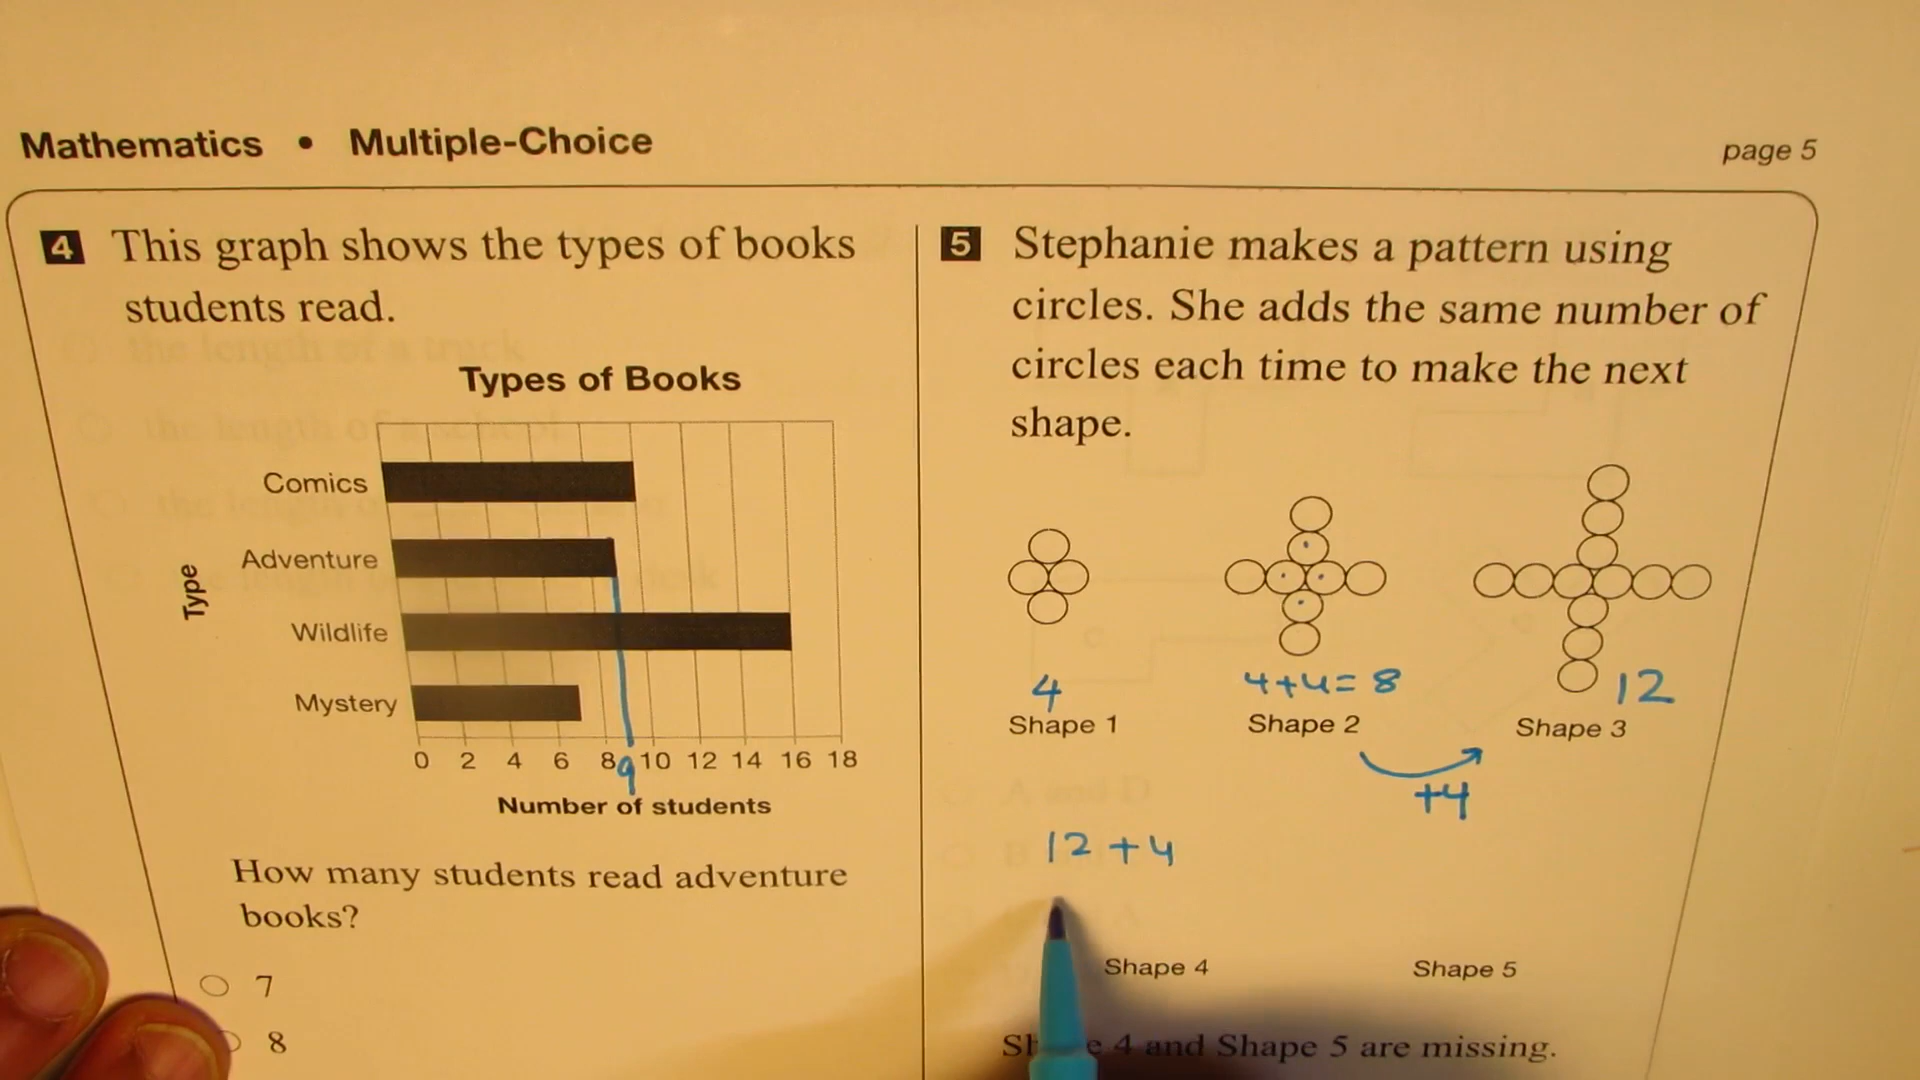 Mathematics • Multiple-Choice
page 5
4 This graph shows the types of books
students read.
Types of Books
Type
Comics
Adventure
Wildlife
Mystery
0 2 4 6 8 9 10 12 14 16 18
Number of students
How many students read adventure
books?
7
8
5 Stephanie makes a pattern using
circles. She adds the same number of
circles each time to make the next
shape.
4 4+4=8 12
Shape 1 Shape 2 Shape 3
+4
12 + 4
Shape 4 Shape 5
4 and Shape 5 are missing.